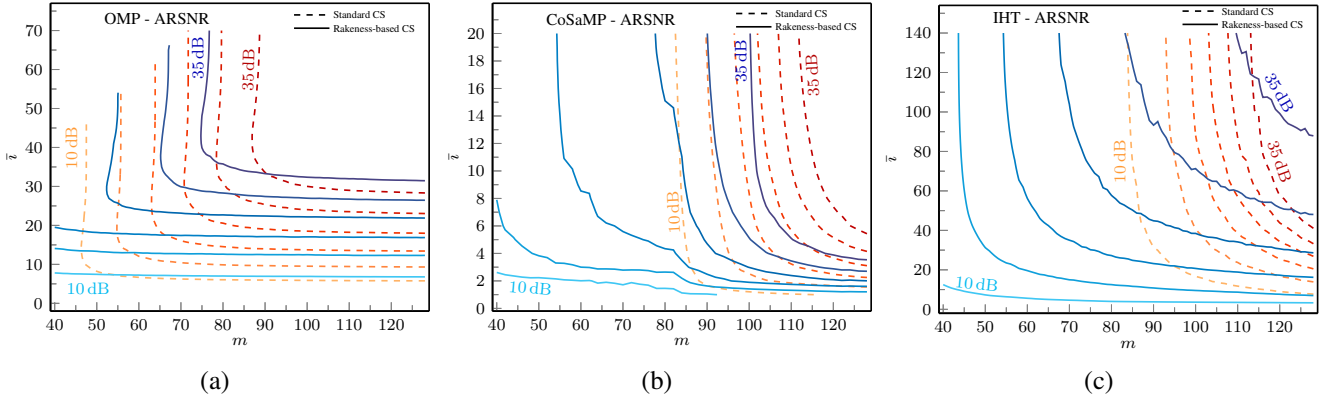 OMP - ARSNR
Standard CS
Rakeness-based CS
70
60
50
40
30
20
10
0
ī
10 dB
35 dB
35 dB
10 dB
40
50
60
70
80
90
100
110
120
m
(a)
CoSaMP - ARSNR
Standard CS
Rakeness-based CS
20
18
16
14
12
10
8
6
4
2
0
ī
10 dB
10 dB
35 dB
35 dB
40
50
60
70
80
90
100
110
120
m
(b)
IHT - ARSNR
Standard CS
Rakeness-based CS
140
120
100
80
60
40
20
0
ī
10 dB
10 dB
35 dB
35 dB
40
50
60
70
80
90
100
110
120
m
(c)